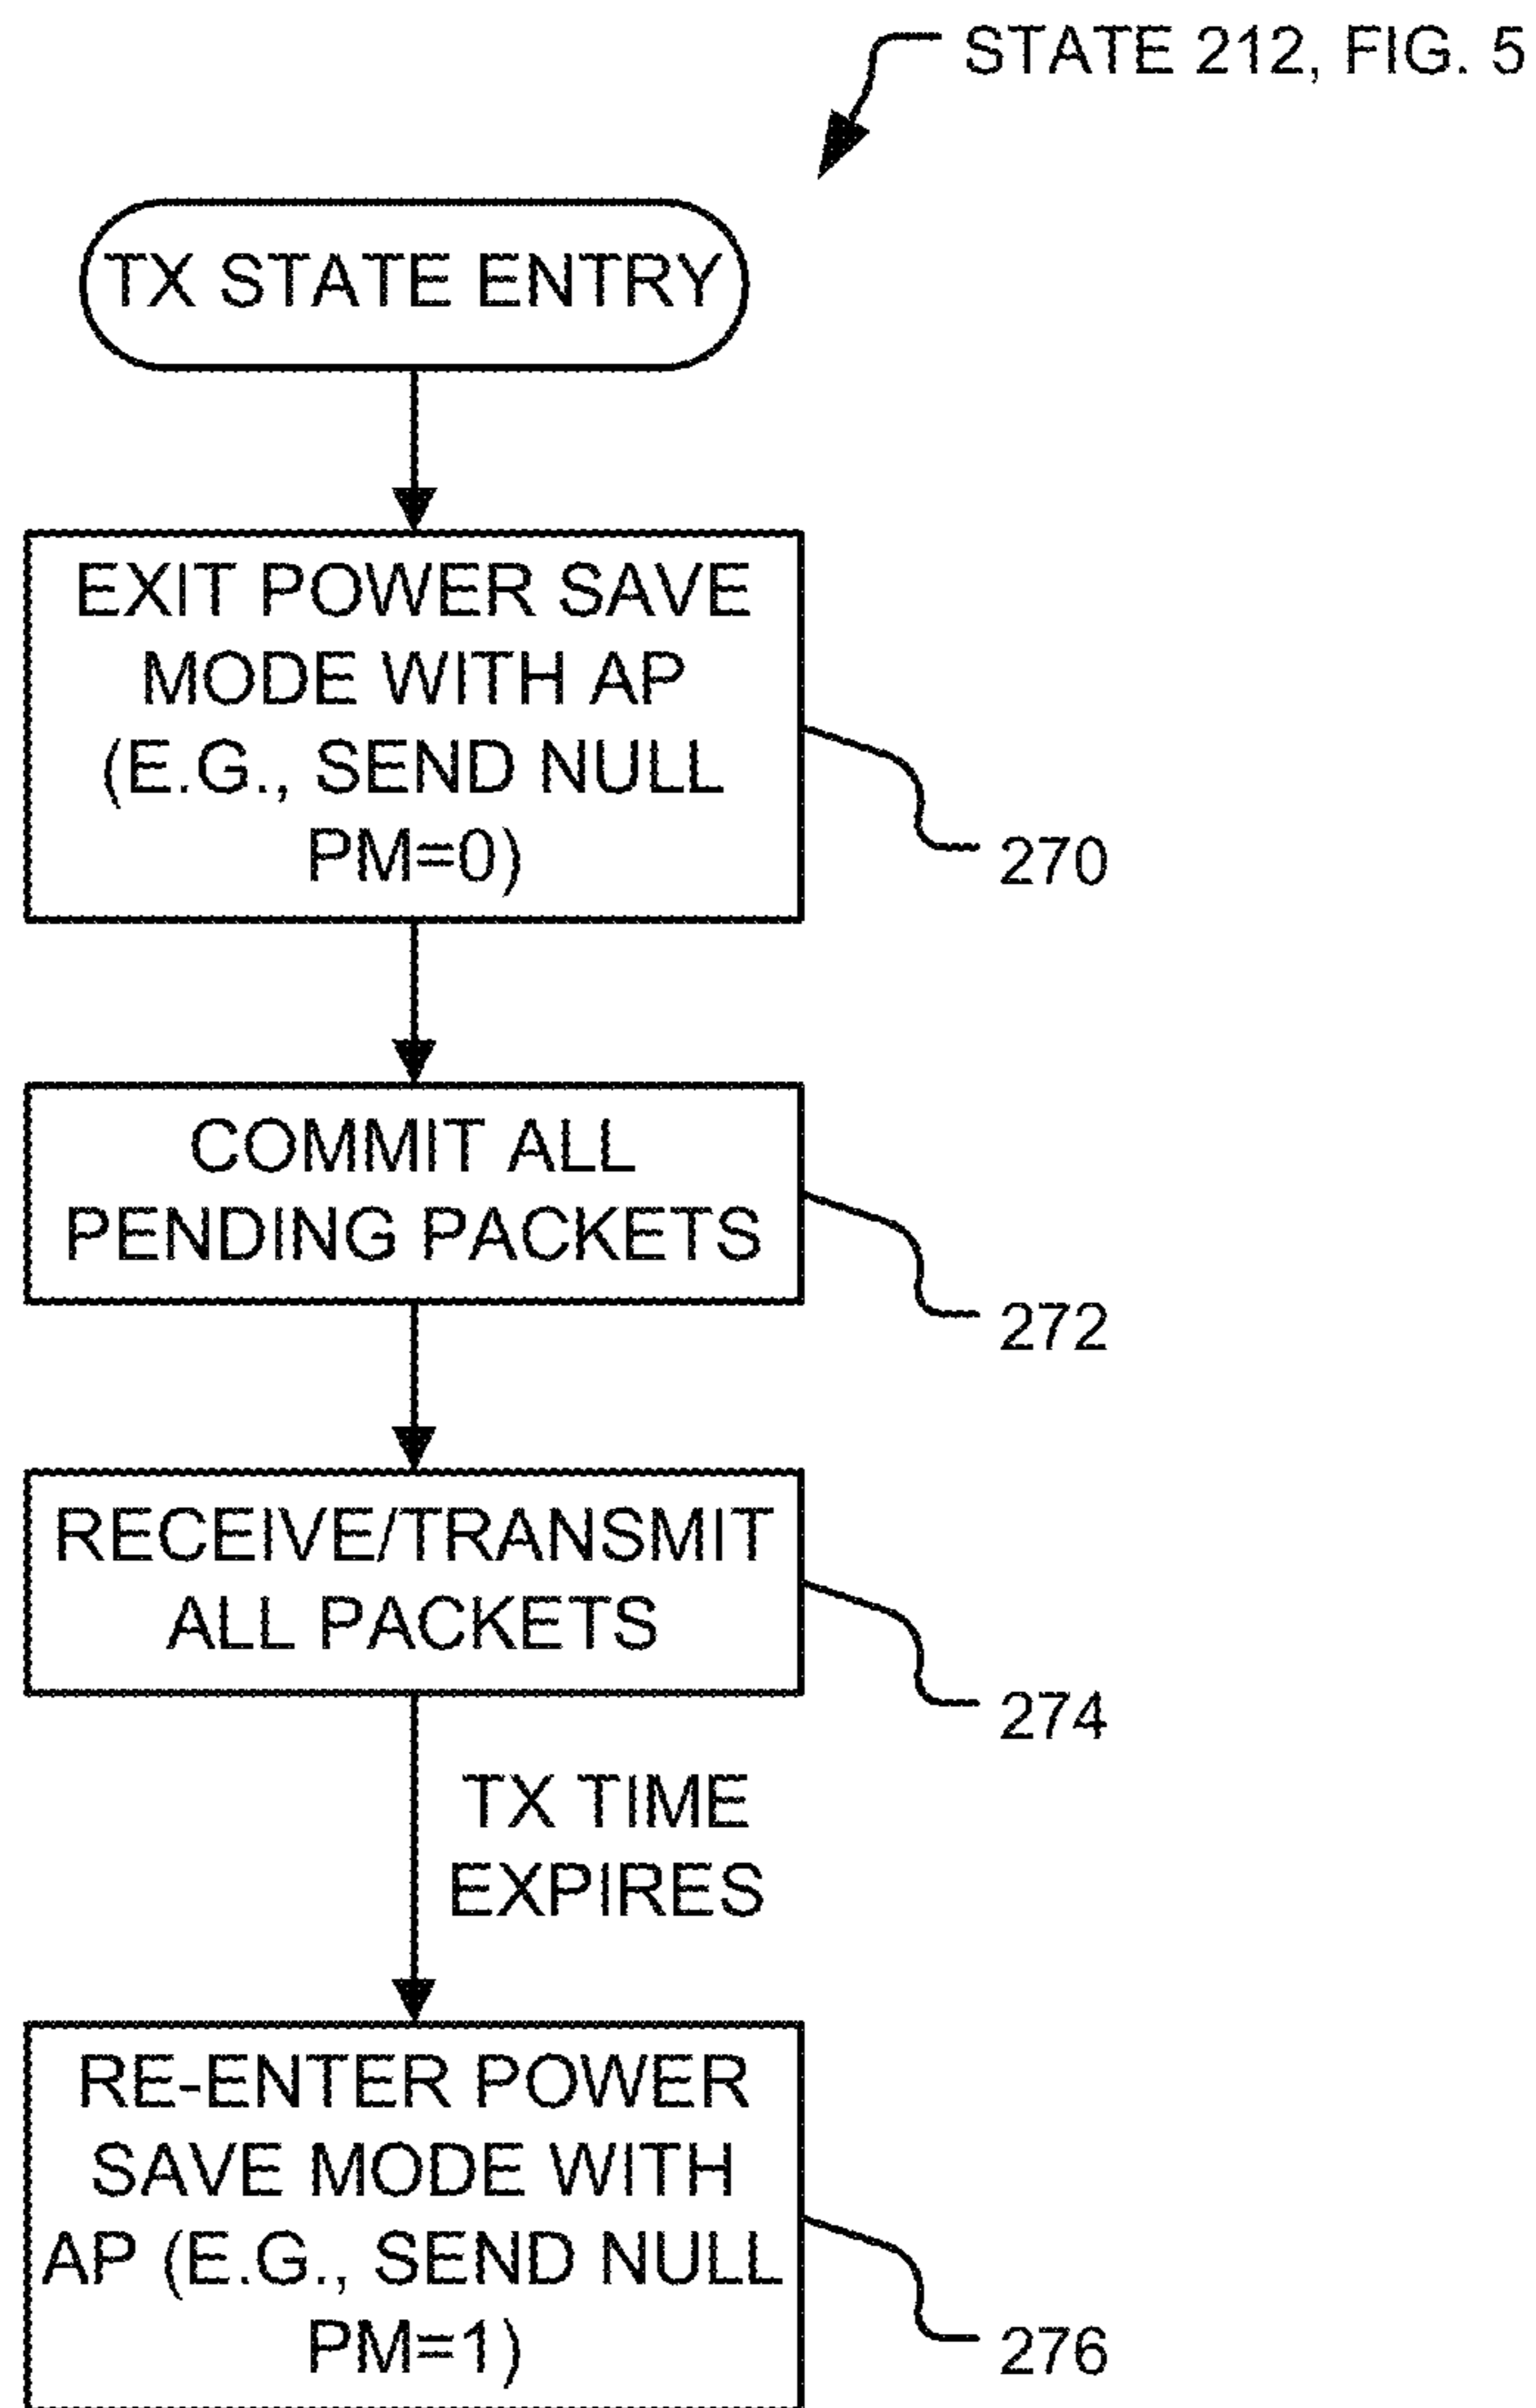 STATE 212, FIG. 5
TX STATE ENTRY
EXIT POWER SAVE
MODE WITH AP
(E.G., SEND NULL
PM=0)
270
COMMIT ALL
PENDING PACKETS
272
RECEIVE/TRANSMIT
ALL PACKETS
274
TX TIME
EXPIRES
RE-ENTER POWER
SAVE MODE WITH
AP (E.G., SEND NULL
PM=1)
276